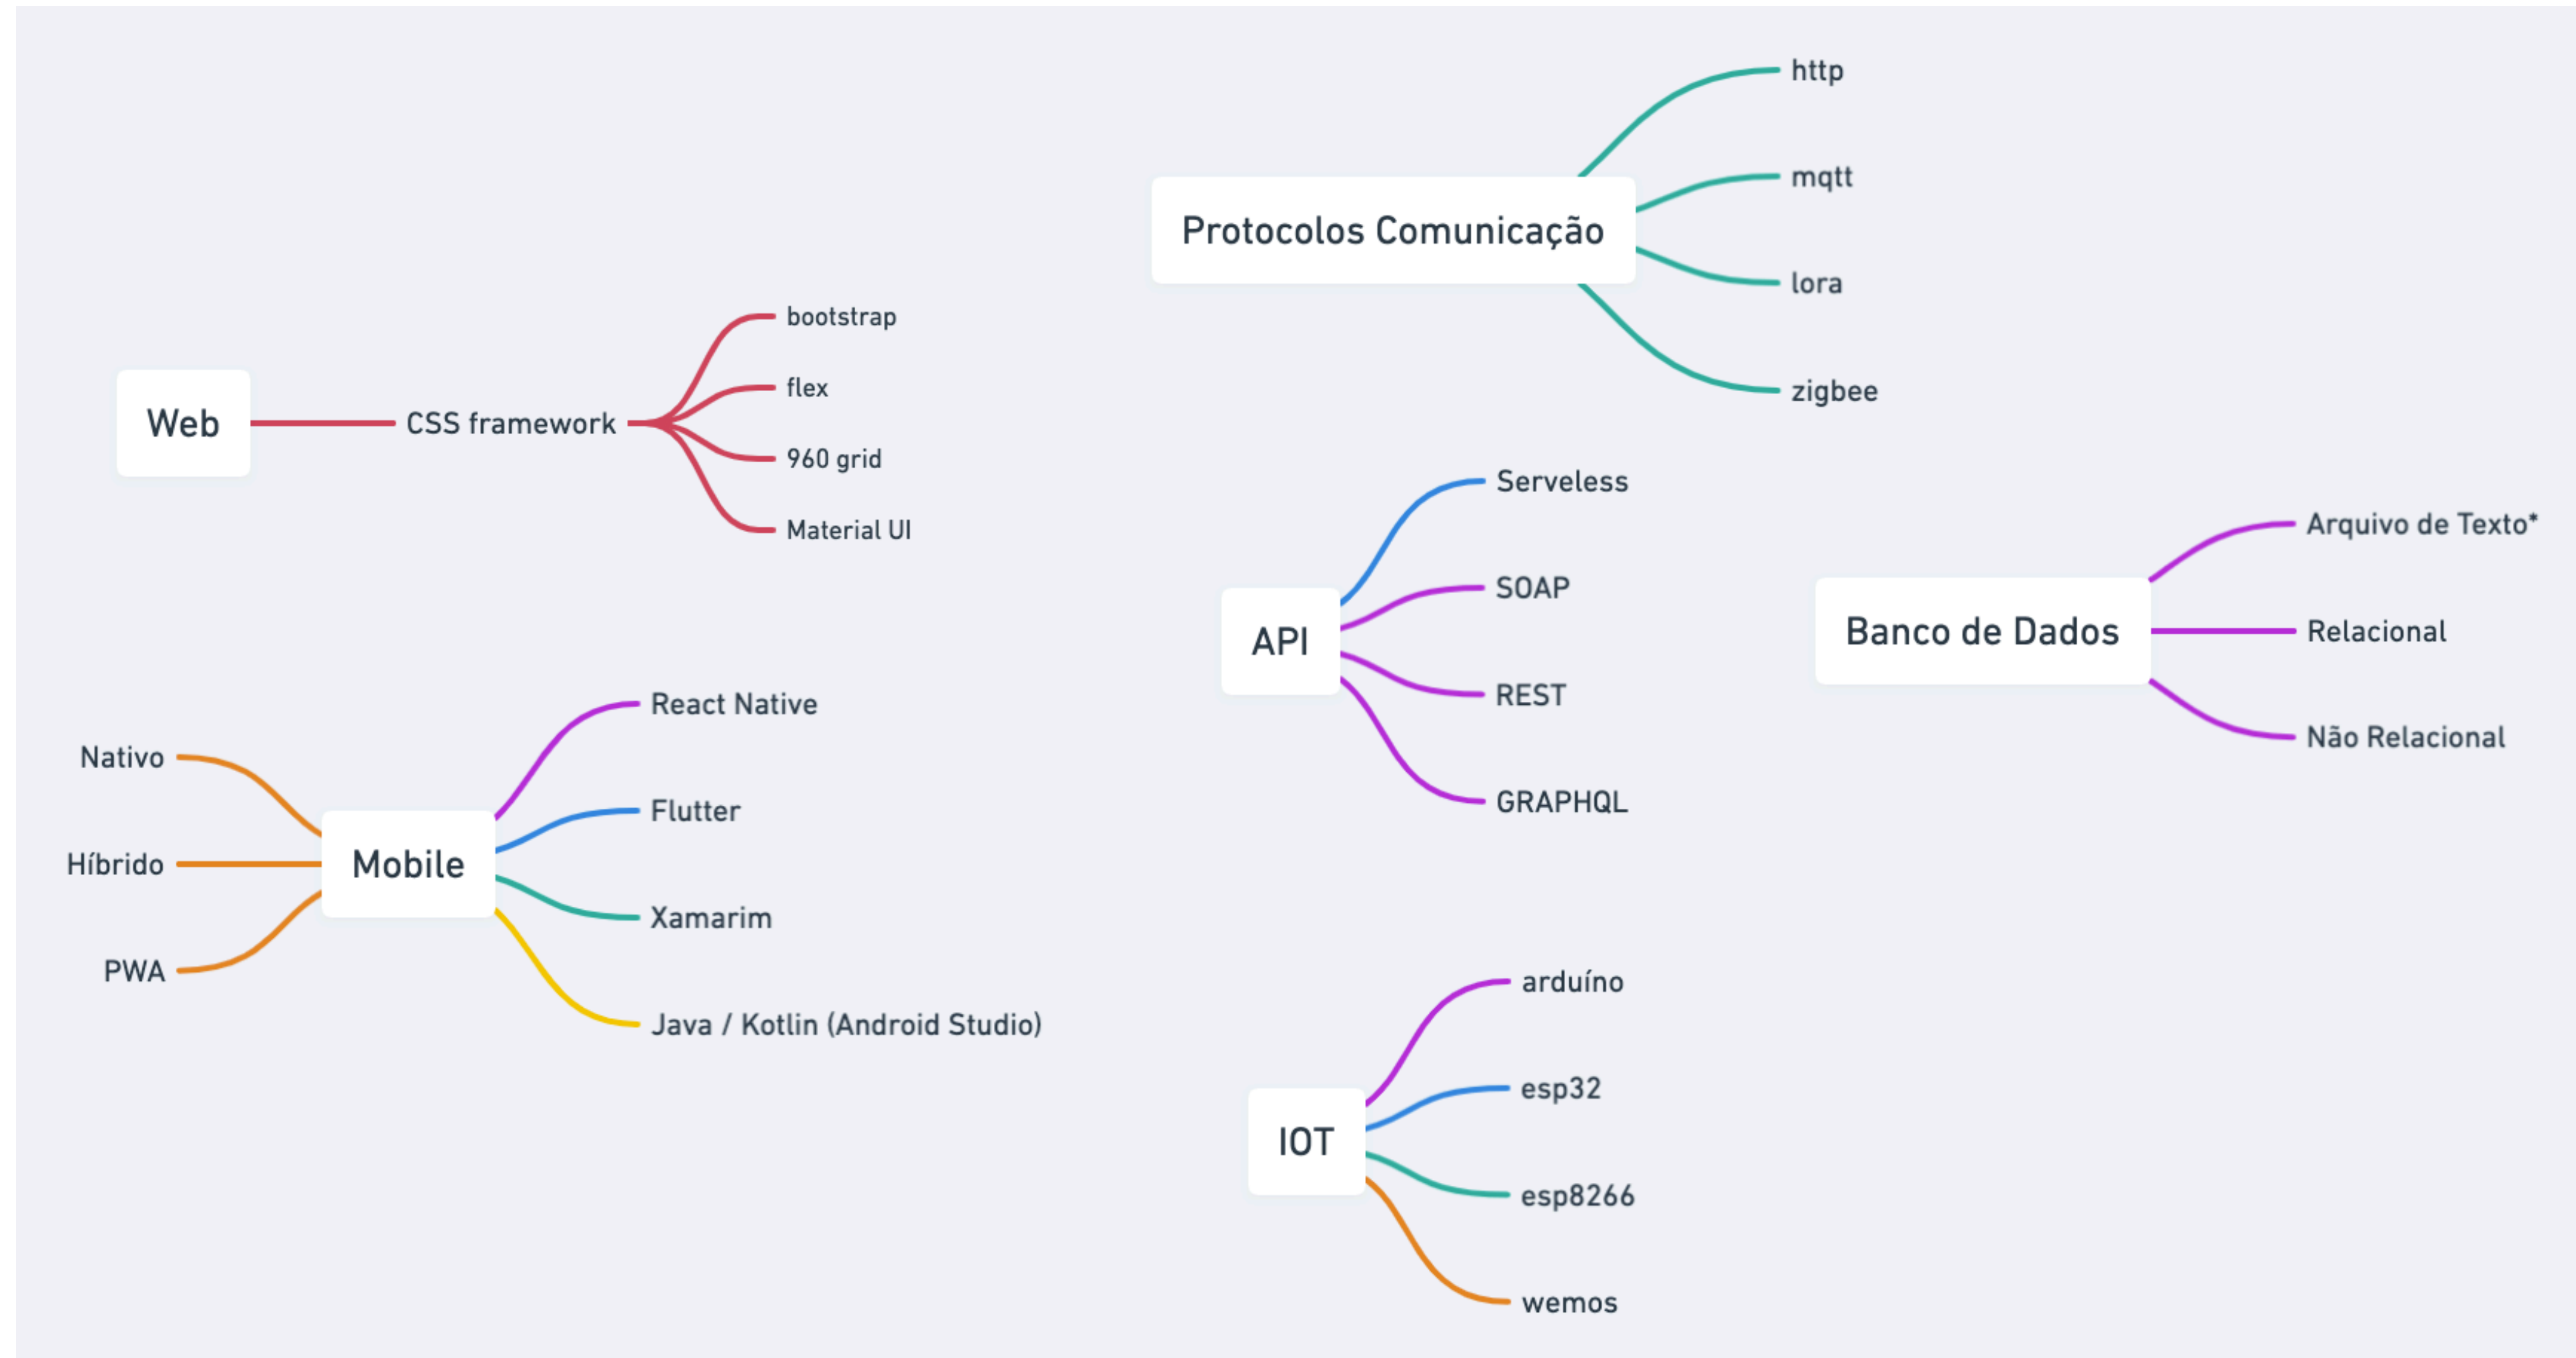 Web
CSS framework
bootstrap
flex
960 grid
Material UI
Protocolos Comunicação
http
mqtt
lora
zigbee
API
Serveless
SOAP
REST
GRAPHQL
Banco de Dados
Arquivo de Texto*
Relacional
Não Relacional
Nativo
Híbrido
PWA
Mobile
React Native
Flutter
Xamarim
Java / Kotlin (Android Studio)
IOT
arduíno
esp32
esp8266
wemos